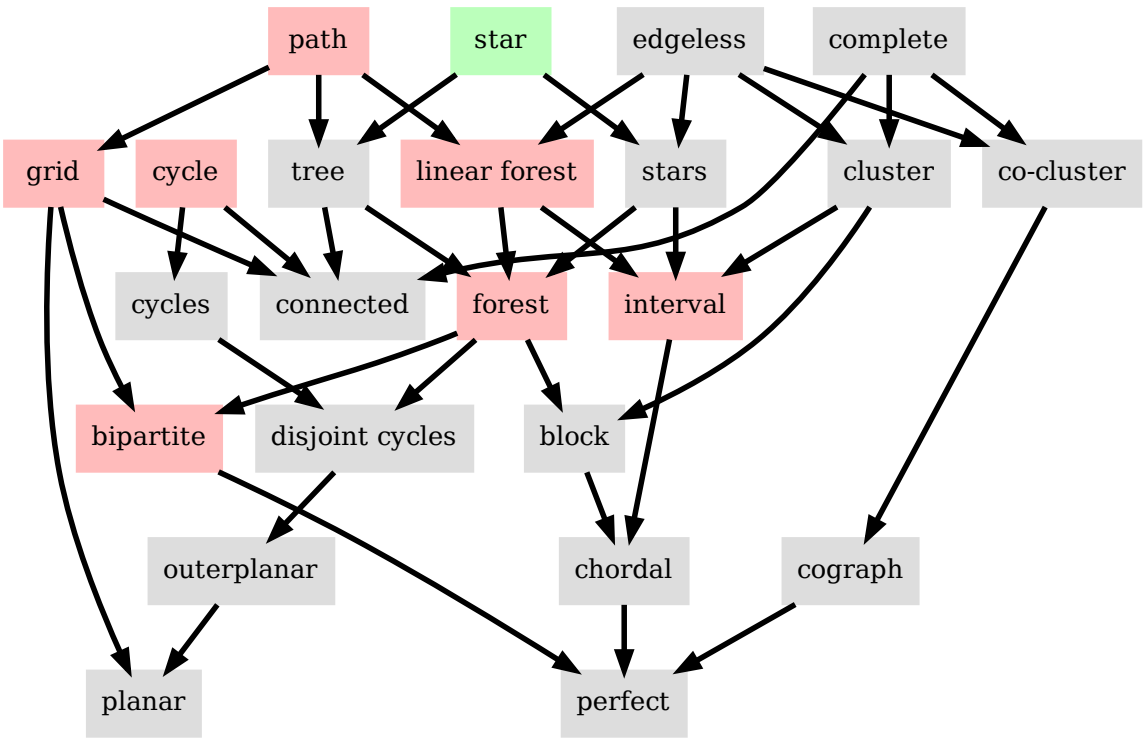 path
star
edgeless
complete
grid
cycle
tree
linear forest
stars
cluster
co-cluster
cycles
connected
forest
interval
bipartite
disjoint cycles
block
outerplanar
chordal
cograph
planar
perfect